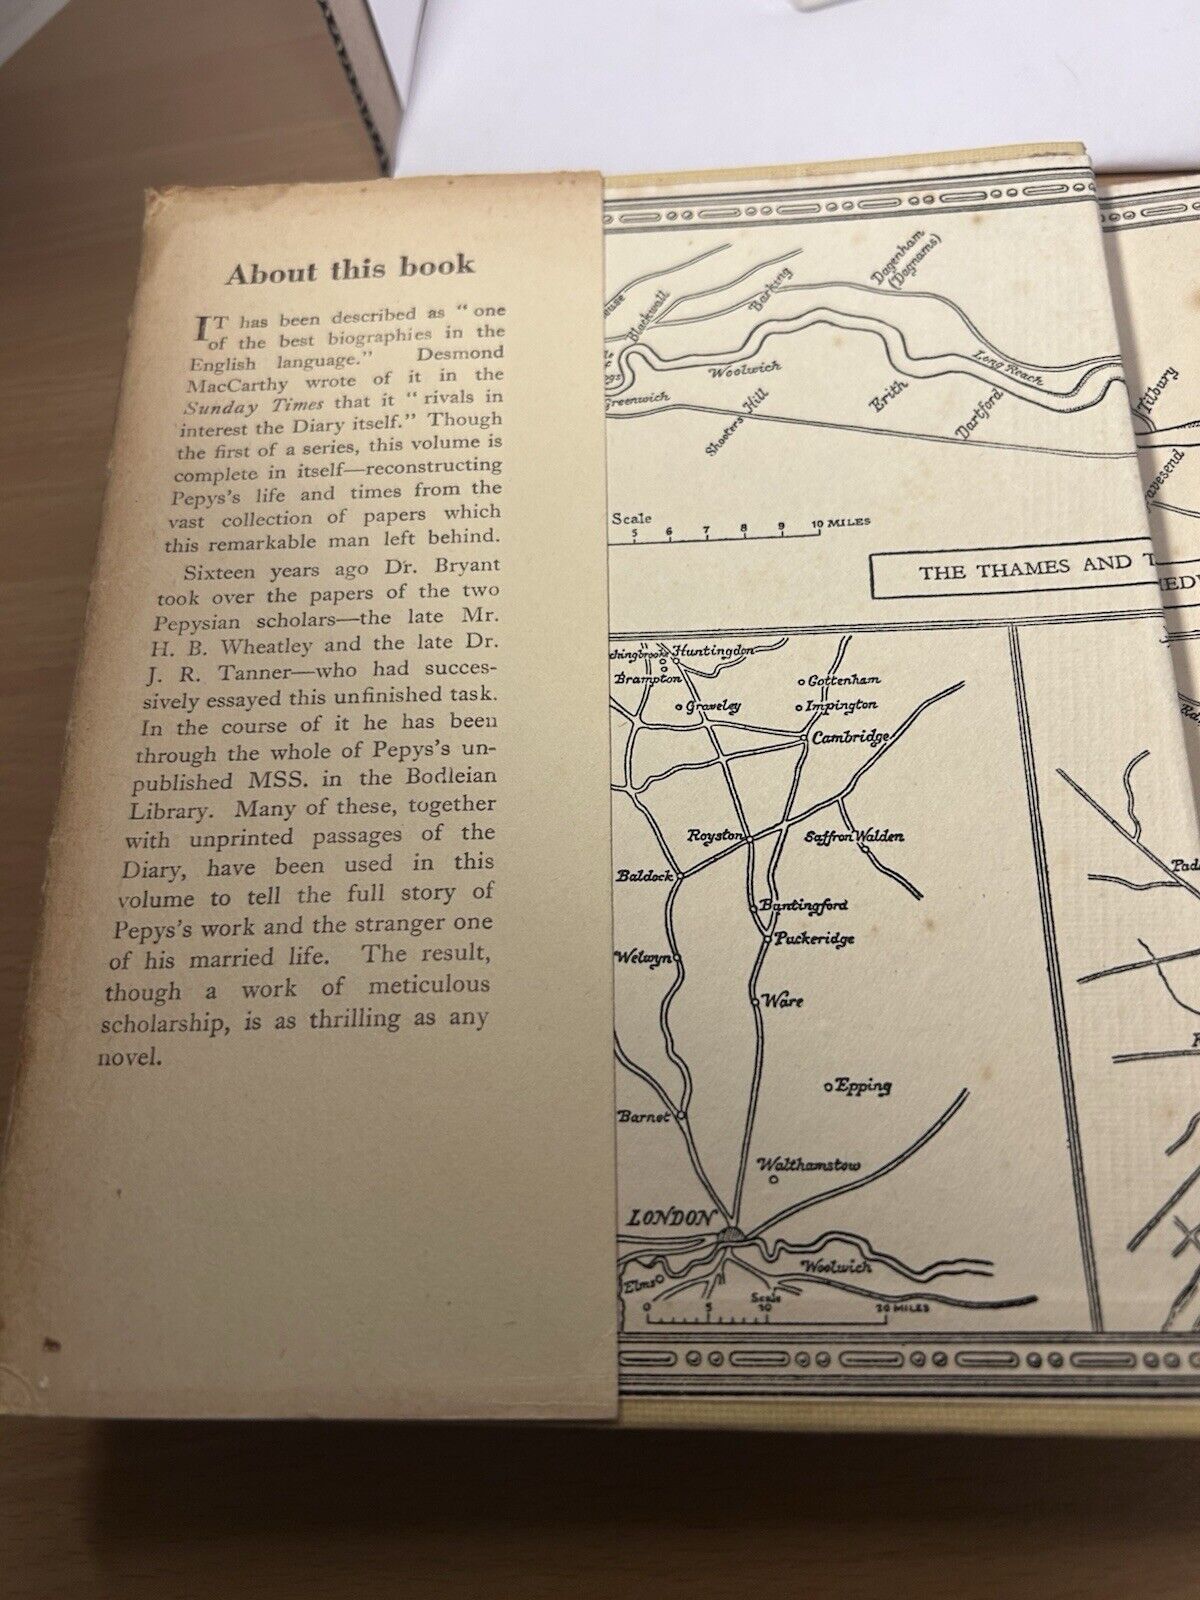 About this book
IT has been described as "one
of the best biographies in the
English language." Desmond
MacCarthy wrote of it in the
Sunday Times that it "rivals in
interest the Diary itself." Though
the first of a series, this volume is
complete in itself—reconstructing
Pepys's life and times from the
vast collection of papers which
this remarkable man left behind.
Sixteen years ago Dr. Bryant
took over the papers of the two
Pepysian scholars—the late Mr.
H. B. Wheatley and the late Dr.
J. R. Tanner—who had succes-
sively essayed this unfinished task.
In the course of it he has been
through the whole of Pepys's un-
published MSS. in the Bodleian
Library. Many of these, together
with unprinted passages of the
Diary, have been used in this
volume to tell the full story of
Pepys's work and the stranger one
of his married life. The result,
though a work of meticulous
scholarship, is as thrilling as any
novel.
Dagenham
(Dagnams)
Barking
Blackwall
Woolwich
Long Reach
Greenwich
Shooters Hill
Erith
Dartford
Tilbury
avesend
Scale
5 6 7 8 9 10 MILES
THE THAMES AND T
EDW
chingbrooke
Huntingdon
Brampton
Cottenham
Graveley
Impington
Cambridge
Royston
Saffron Walden
Baldock
Buntingford
Puckeridge
Welwyn
Ware
Epping
Barnet
Walthamstow
LONDON
Woolwich
Elms
Scale
0 5 10 20 MILES